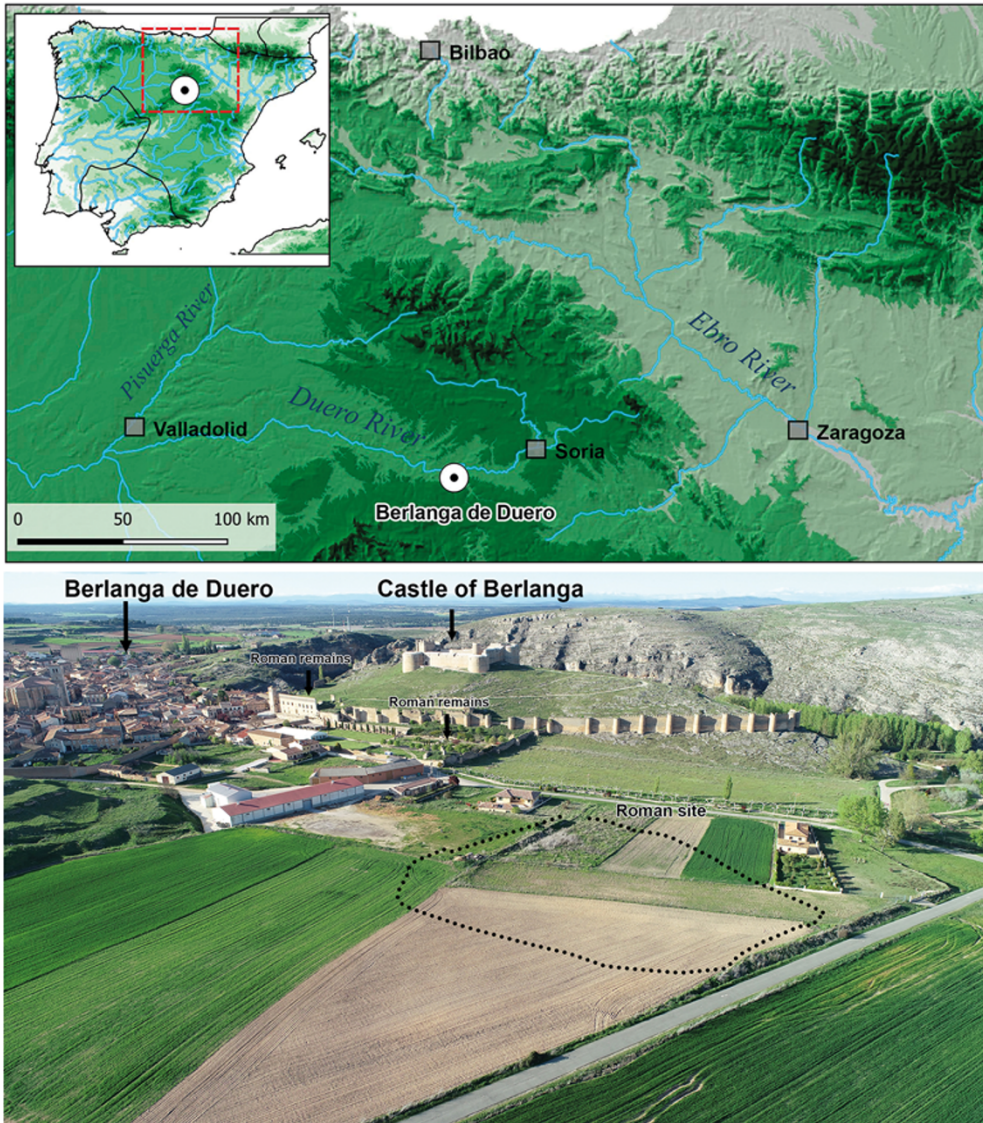 Bilbao
Pisuerga River
Ebro River
Duero River
Valladolid
Zaragoza
Soria
Berlanga de Duero
0 50 100 km
Berlanga de Duero
Castle of Berlanga
Roman remains
Roman remains
Roman site